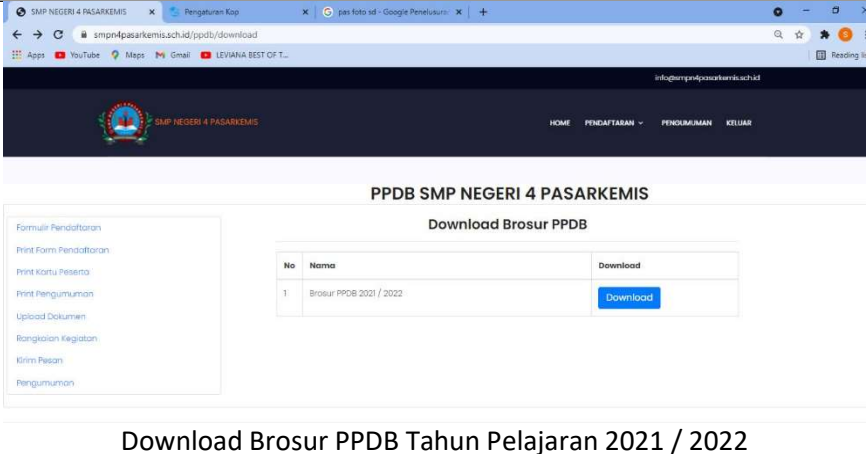 SMP NEGERI 4 PASARKEMIS
Pengaturan Kop
pas foto sd - Google Penelusuran
smpn4pasarkemis.sch.id/ppdb/download
Apps YouTube Maps Gmail LEVIANA BEST OF T... Reading li
info@smpn4pasarkemis.sch.id
SMP NEGERI 4 PASARKEMIS
HOME PENDAFTARAN PENGUMUMAN KELUAR
PPDB SMP NEGERI 4 PASARKEMIS
Formulir Pendaftaran
Print Form Pendaftaran
Print Kartu Peserta
Print Pengumuman
Upload Dokumen
Rangkaian Kegiatan
Kirim Pesan
Pengumuman
Download Brosur PPDB
No Nama Download
1 Brosur PPDB 2021 / 2022 Download
Download Brosur PPDB Tahun Pelajaran 2021 / 2022